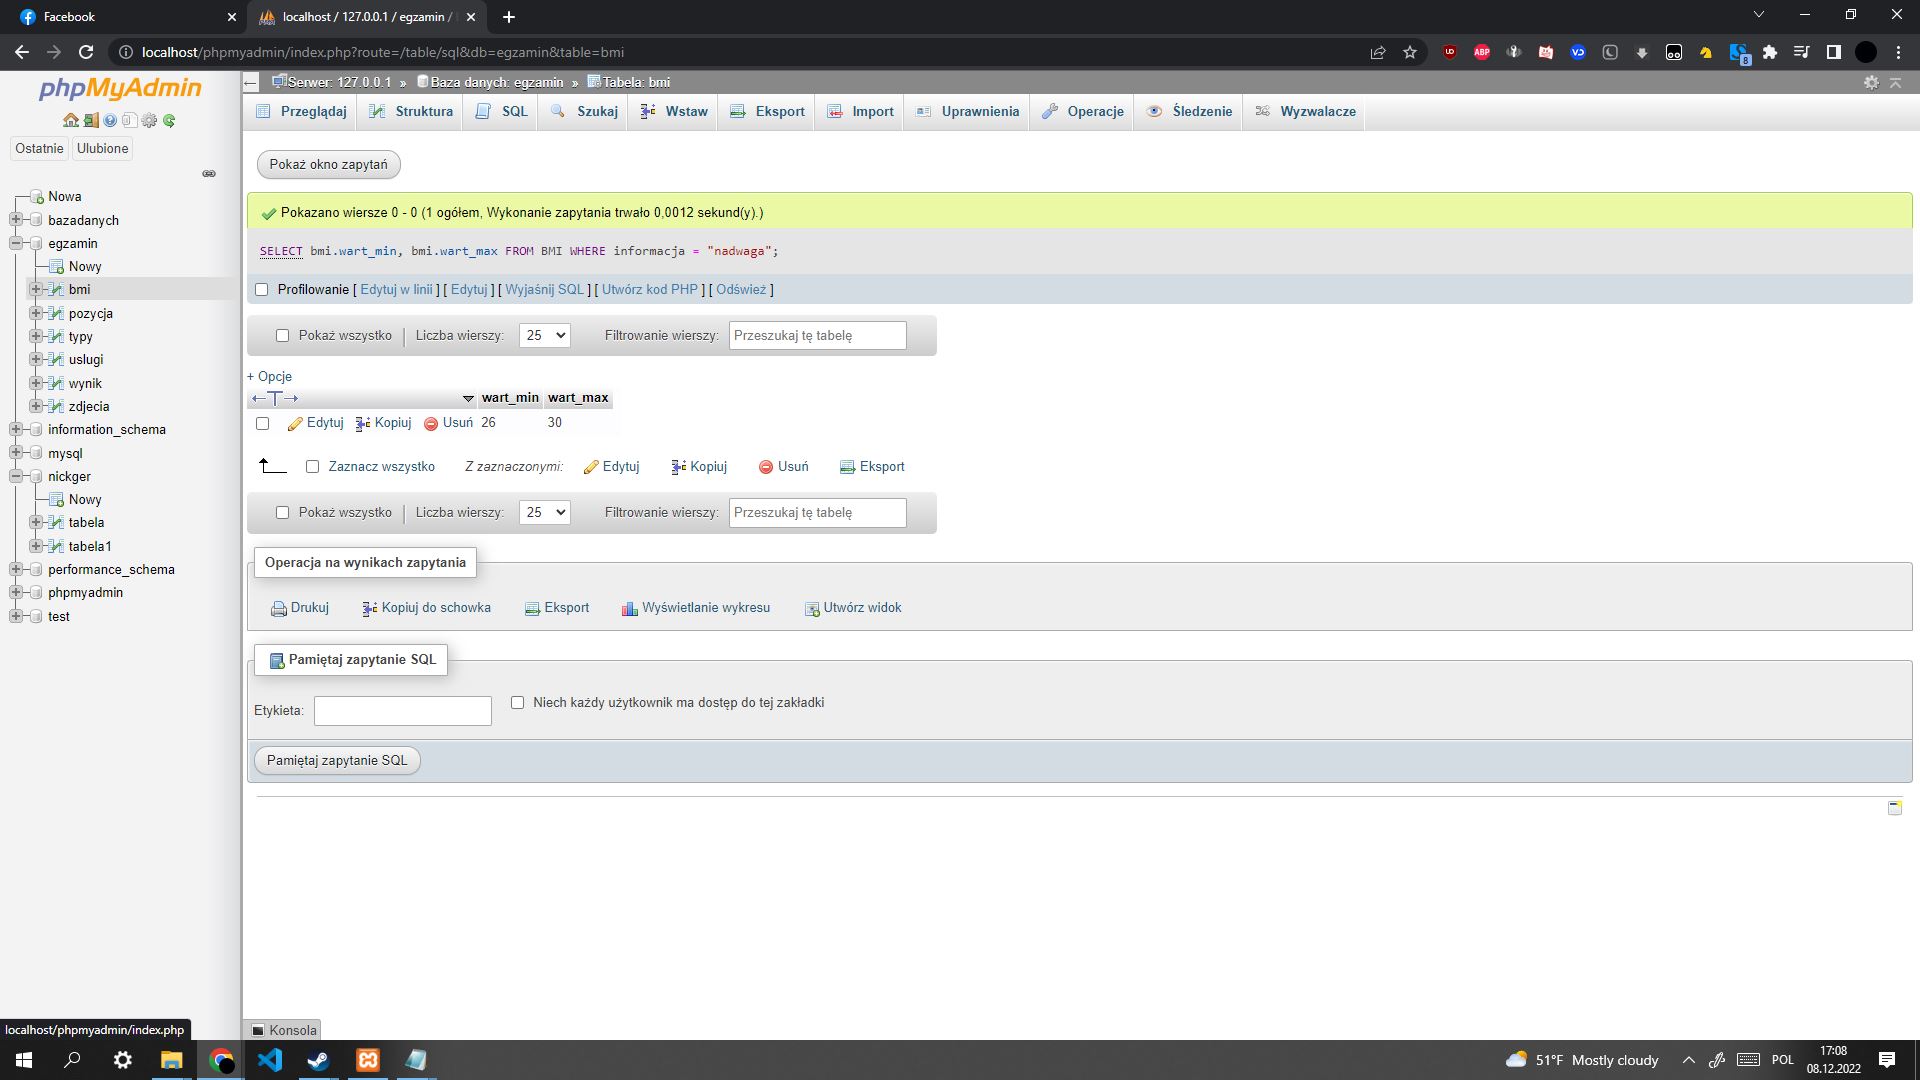 Facebook
localhost / 127.0.0.1 / egzamin /
localhost/phpmyadmin/index.php?route=/table/sql&db=egzamin&table=bmi
phpMyAdmin
Ostatnie Ulubione
Nowa
bazadanych
egzamin
Nowy
bmi
pozycja
typy
uslugi
wynik
zdjecia
information_schema
mysql
nickger
Nowy
tabela
tabela1
performance_schema
phpmyadmin
test
localhost/phpmyadmin/index.php
Serwer: 127.0.0.1 » Baza danych: egzamin » Tabela: bmi
Przeglądaj Struktura SQL Szukaj Wstaw Eksport Import Uprawnienia Operacje Śledzenie Wyzwalacze
Pokaż okno zapytań
Pokazano wiersze 0 - 0 (1 ogółem, Wykonanie zapytania trwało 0,0012 sekund(y).)
SELECT bmi.wart_min, bmi.wart_max FROM BMI WHERE informacja = "nadwaga";
Profilowanie [ Edytuj w linii ] [ Edytuj ] [ Wyjaśnij SQL ] [ Utwórz kod PHP ] [ Odśwież ]
Pokaż wszystko | Liczba wierszy: 25 Filtrowanie wierszy: Przeszukaj tę tabelę
+ Opcje
←T→ wart_min wart_max
Edytuj Kopiuj Usuń 26 30
Zaznacz wszystko Z zaznaczonymi: Edytuj Kopiuj Usuń Eksport
Pokaż wszystko | Liczba wierszy: 25 Filtrowanie wierszy: Przeszukaj tę tabelę
Operacja na wynikach zapytania
Drukuj Kopiuj do schowka Eksport Wyświetlanie wykresu Utwórz widok
Pamiętaj zapytanie SQL
Etykieta: Niech każdy użytkownik ma dostęp do tej zakładki
Pamiętaj zapytanie SQL
Konsola
51°F Mostly cloudy POL 17:08
08.12.2022